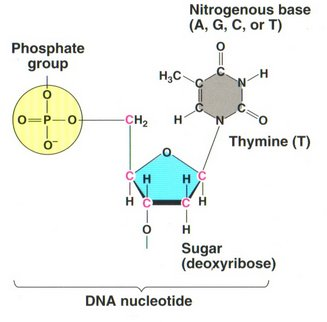 Nitrogenous base
(A, G, C, or T)
Phosphate
group
O
O=P—O
O⁻
CH₂
O
H₃C
C
C
N
H
H
C
N
C
O
Thymine (T)
O
C
H
H
C
H
C
C
H
O
H
Sugar
(deoxyribose)
DNA nucleotide